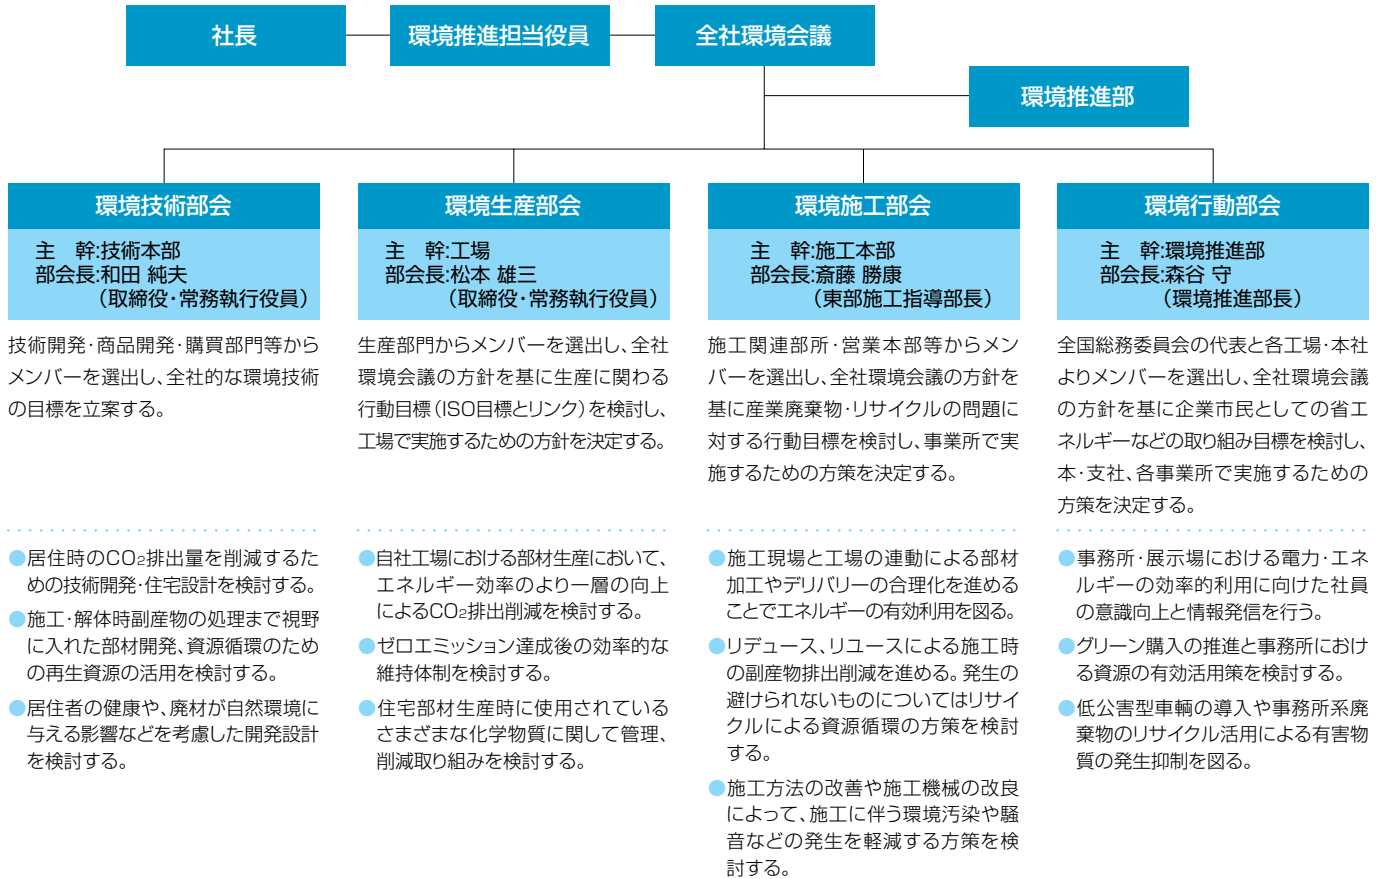 社長
環境推進担当役員
全社環境会議
環境推進部
環境技術部会
主　幹:技術本部
部会長:和田 純夫
（取締役・常務執行役員）
技術開発・商品開発・購買部門等から
メンバーを選出し、全社的な環境技術
の目標を立案する。
●居住時のCO₂排出量を削減するた
めの技術開発・住宅設計を検討する。
●施工・解体時副産物の処理まで視野
に入れた部材開発、資源循環のため
の再生資源の活用を検討する。
●居住者の健康や、廃材が自然環境に
与える影響などを考慮した開発設計
を検討する。
環境生産部会
主　幹:工場
部会長:松本 雄三
（取締役・常務執行役員）
生産部門からメンバーを選出し、全社
環境会議の方針を基に生産に関わる
行動目標（ISO目標とリンク）を検討し、
工場で実施するための方針を決定する。
●自社工場における部材生産において、
エネルギー効率のより一層の向上
によるCO₂排出削減を検討する。
●ゼロエミッション達成後の効率的な
維持体制を検討する。
●住宅部材生産時に使用されている
さまざまな化学物質に関して管理、
削減取り組みを検討する。
環境施工部会
主　幹:施工本部
部会長:斎藤 勝康
（東部施工指導部長）
施工関連部所・営業本部等からメン
バーを選出し、全社環境会議の方針を
基に産業廃棄物・リサイクルの問題に
対する行動目標を検討し、事業所で実
施するための方策を決定する。
●施工現場と工場の連動による部材
加工やデリバリーの合理化を進める
ことでエネルギーの有効利用を図る。
●リデュース、リユースによる施工時
の副産物排出削減を進める。発生の
避けられないものについてはリサイ
クルによる資源循環の方策を検討
する。
●施工方法の改善や施工機械の改良
によって、施工に伴う環境汚染や騒
音などの発生を軽減する方策を検
討する。
環境行動部会
主　幹:環境推進部
部会長:森谷 守
（環境推進部長）
全国総務委員会の代表と各工場・本社
よりメンバーを選出し、全社環境会議
の方針を基に企業市民としての省エ
ネルギーなどの取り組み目標を検討し、
本・支社、各事業所で実施するための
方策を決定する。
●事務所・展示場における電力・エネ
ルギーの効率的利用に向けた社員
の意識向上と情報発信を行う。
●グリーン購入の推進と事務所におけ
る資源の有効活用策を検討する。
●低公害型車輌の導入や事務所系廃
棄物のリサイクル活用による有害物
質の発生抑制を図る。